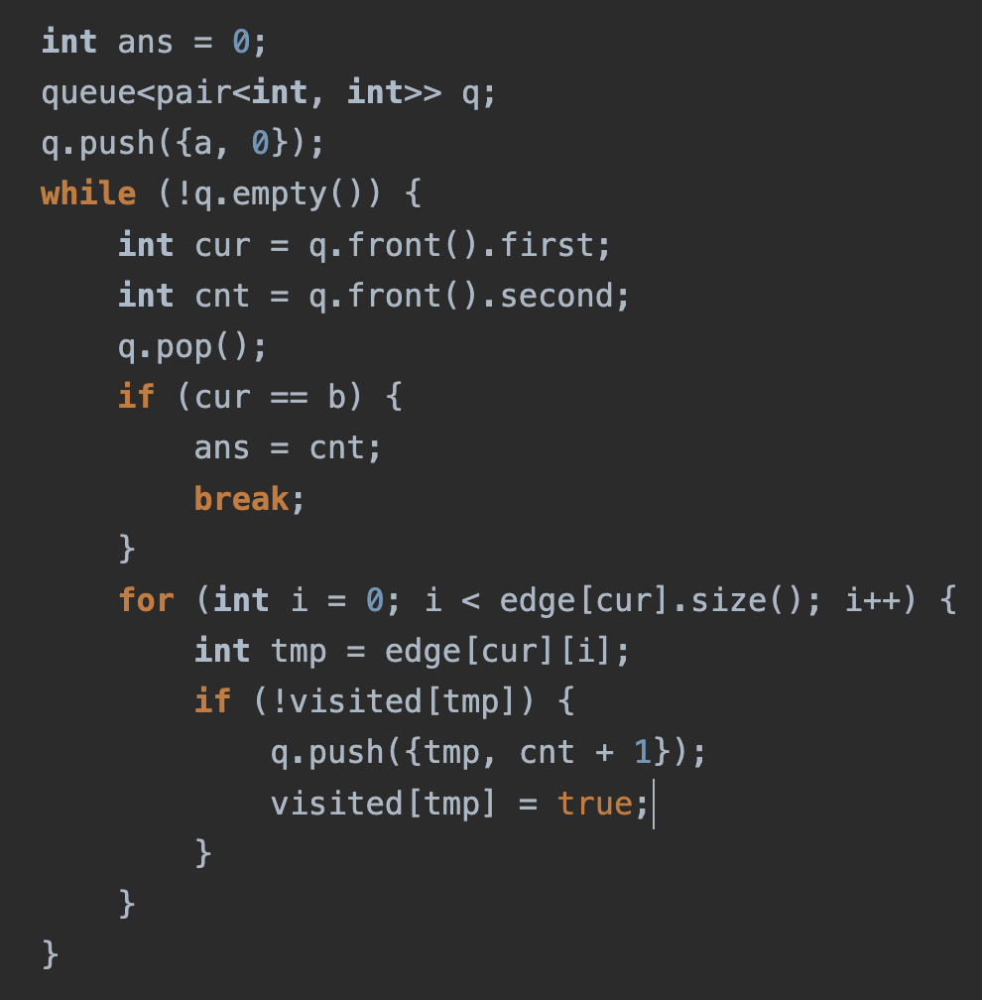 int ans = 0;
queue<pair<int, int>> q;
q.push({a, 0});
while (!q.empty()) {
    int cur = q.front().first;
    int cnt = q.front().second;
    q.pop();
    if (cur == b) {
        ans = cnt;
        break;
    }
    for (int i = 0; i < edge[cur].size(); i++) {
        int tmp = edge[cur][i];
        if (!visited[tmp]) {
            q.push({tmp, cnt + 1});
            visited[tmp] = true;
        }
    }
}